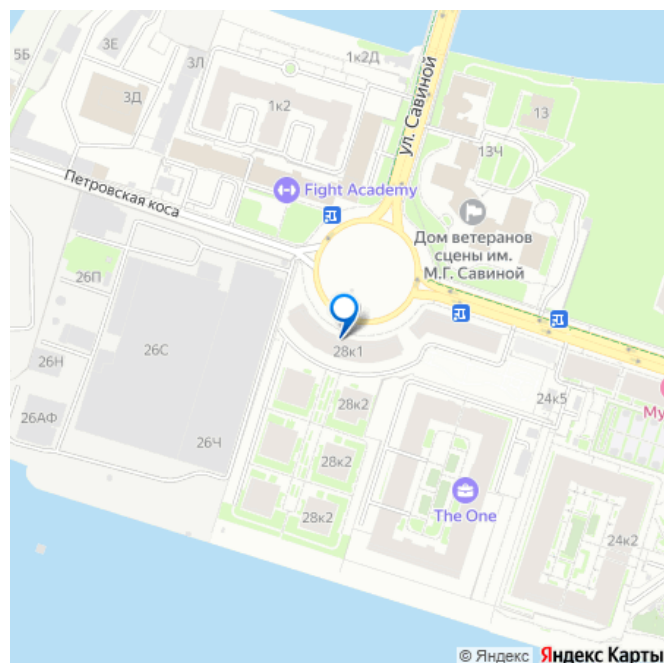 5Б
3Е
3Л
1к2Д
ул. Савиной
3Д
1к2
13
13Ч
Петровская коса
Fight Academy
Дом ветеранов
сцены им.
М.Г. Савиной
26П
26С
28к1
26Н
26АФ
28к2
24к5
My
26Ч
28к2
The One
28к2
24к2
© Яндекс Яндекс Карты